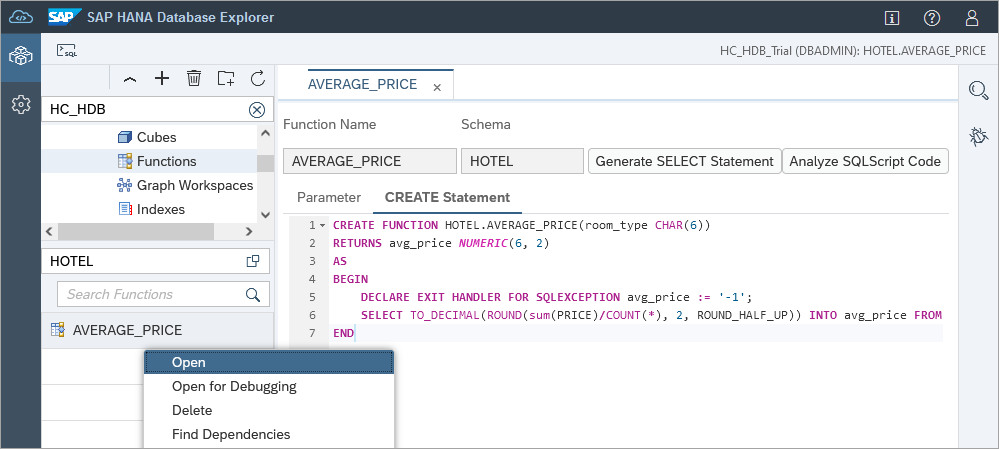 SAP SAP HANA Database Explorer
SQL
HC_HDB_Trial (DBADMIN): HOTEL.AVERAGE_PRICE
HC_HDB
Cubes
Functions
Graph Workspaces
Indexes
HOTEL
Search Functions
AVERAGE_PRICE
Open
Open for Debugging
Delete
Find Dependencies
AVERAGE_PRICE ×
Function Name Schema
AVERAGE_PRICE HOTEL Generate SELECT Statement Analyze SQLScript Code
Parameter CREATE Statement
1 CREATE FUNCTION HOTEL.AVERAGE_PRICE(room_type CHAR(6))
2 RETURNS avg_price NUMERIC(6, 2)
3 AS
4 BEGIN
5 DECLARE EXIT HANDLER FOR SQLEXCEPTION avg_price := '-1';
6 SELECT TO_DECIMAL(ROUND(sum(PRICE)/COUNT(*), 2, ROUND_HALF_UP)) INTO avg_price FROM
7 END